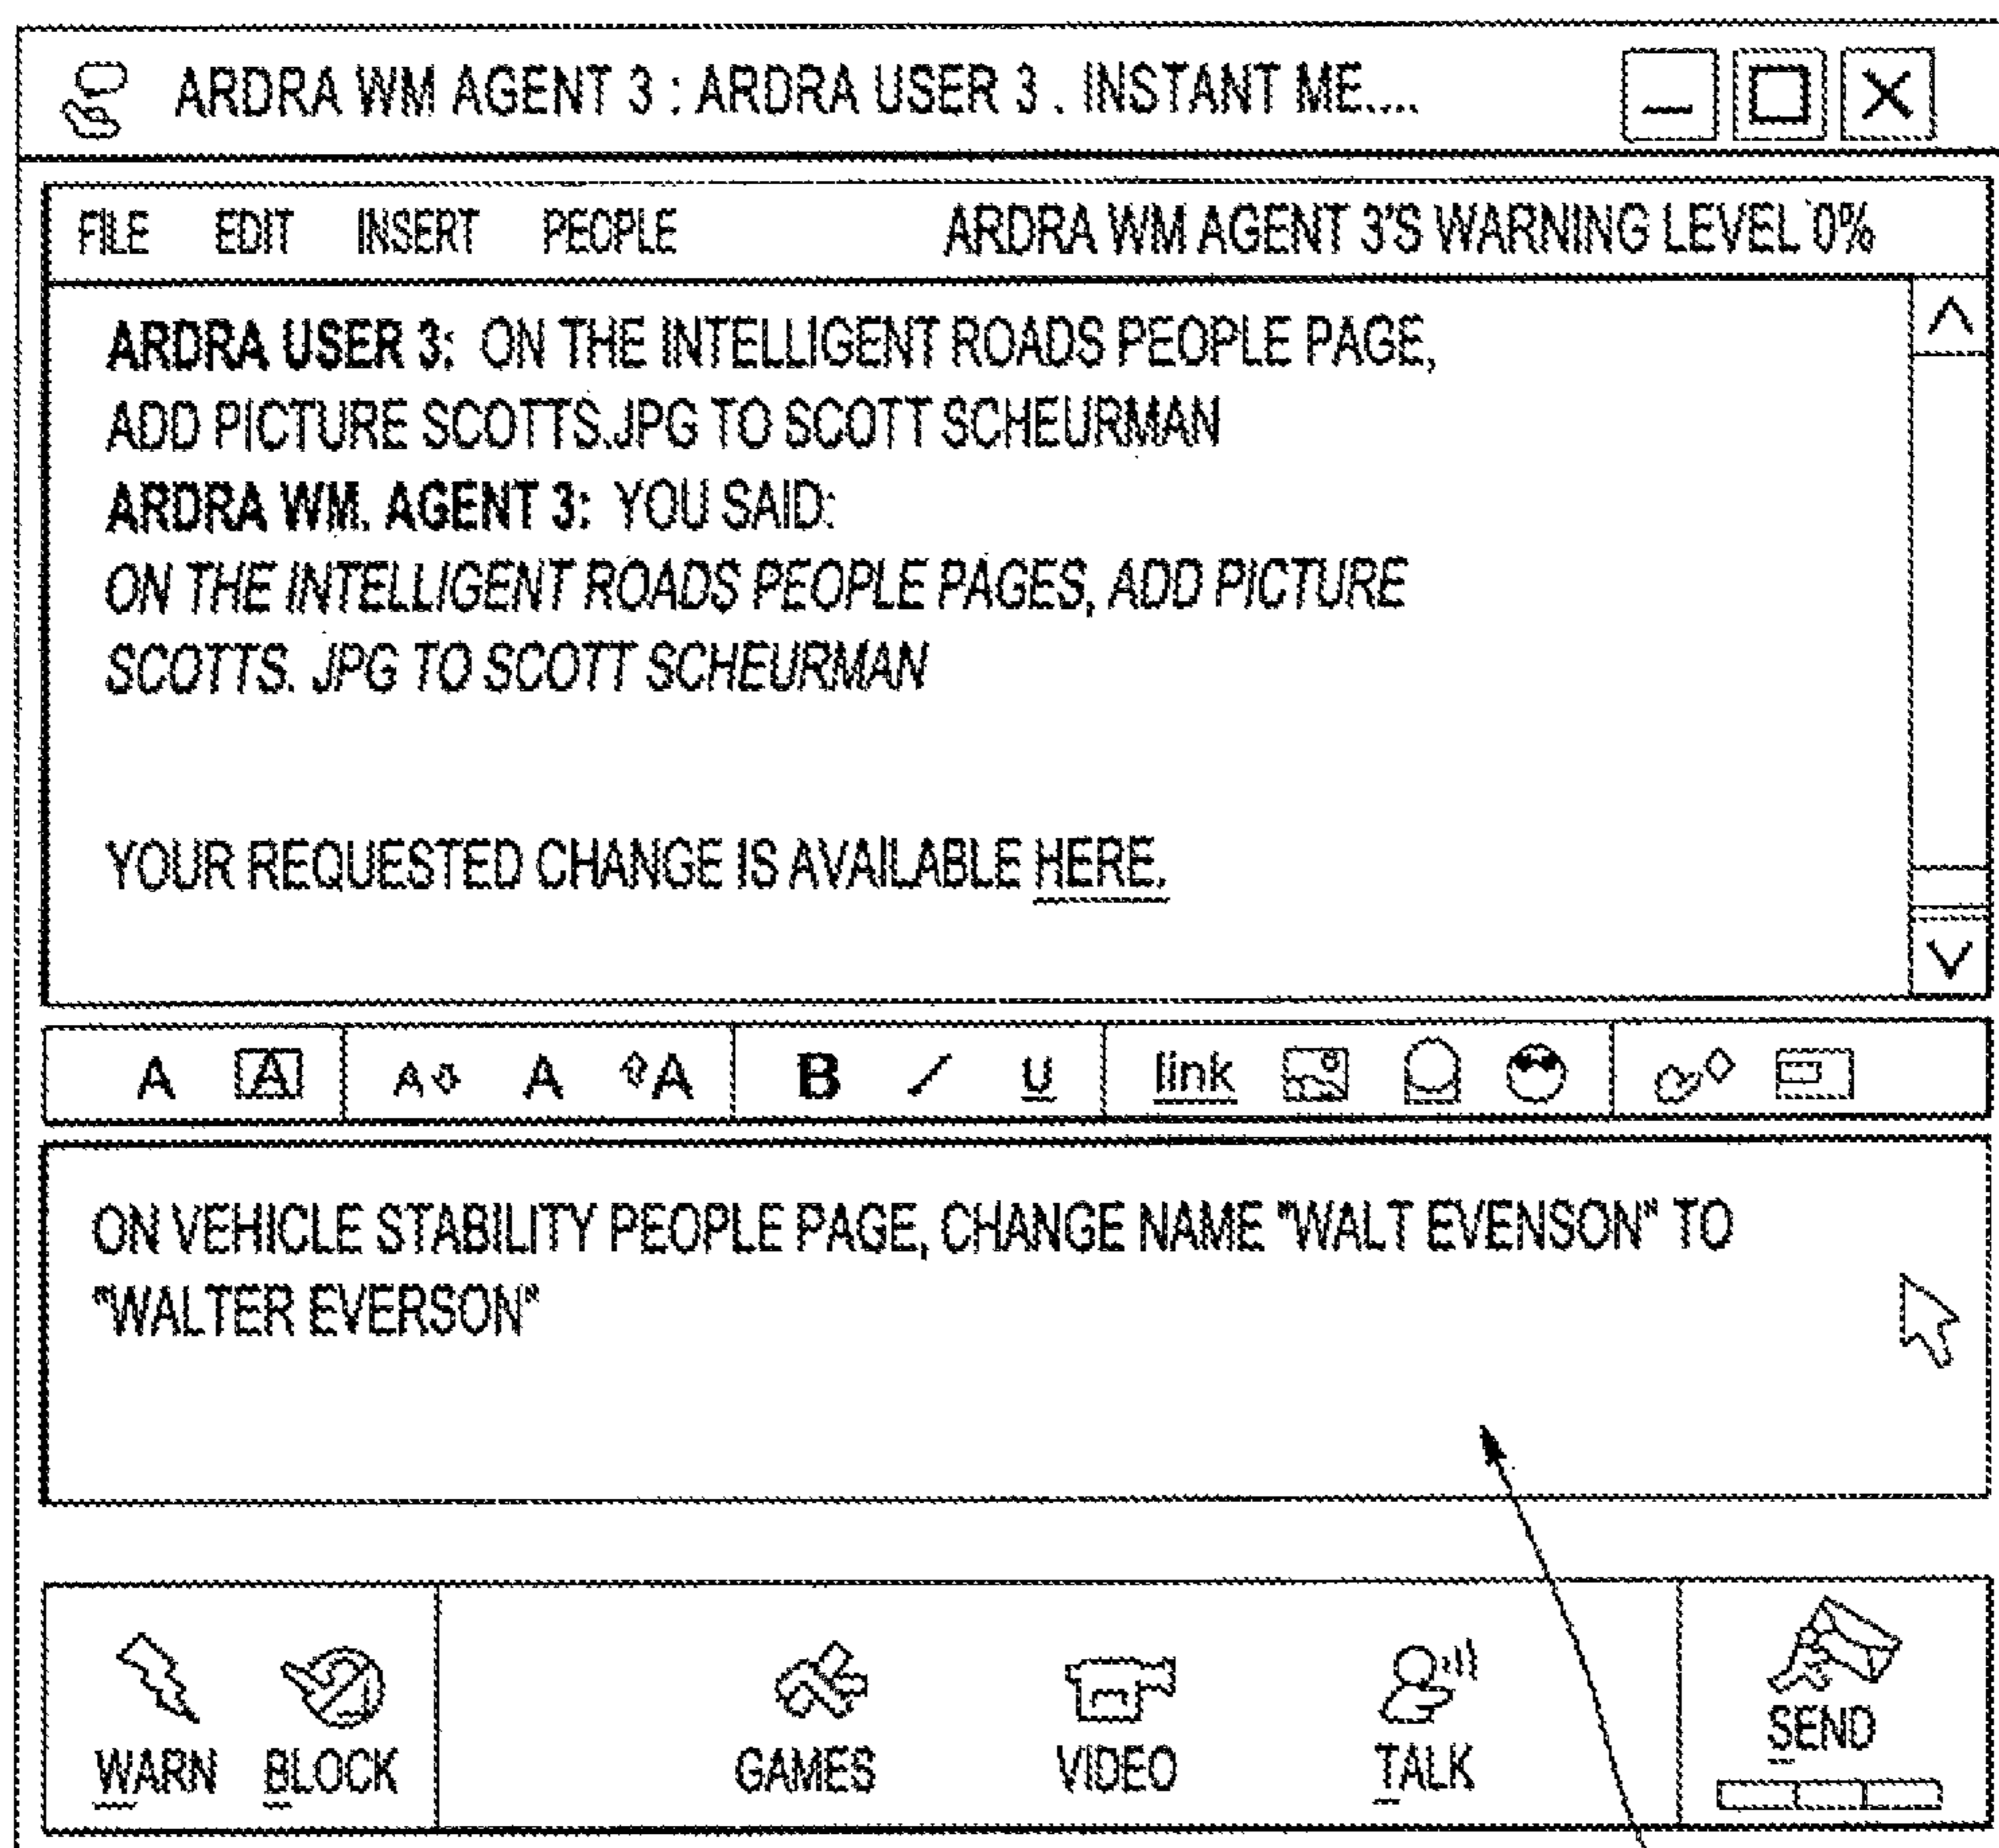 ARDRA WM AGENT 3 : ARDRA USER 3 . INSTANT ME....
FILE EDIT INSERT PEOPLE ARDRA WM AGENT 3'S WARNING LEVEL 0%
ARDRA USER 3: ON THE INTELLIGENT ROADS PEOPLE PAGE,
ADD PICTURE SCOTTS.JPG TO SCOTT SCHEURMAN
ARDRA WM. AGENT 3: YOU SAID:
ON THE INTELLIGENT ROADS PEOPLE PAGES, ADD PICTURE
SCOTTS. JPG TO SCOTT SCHEURMAN
YOUR REQUESTED CHANGE IS AVAILABLE HERE.
A A A A A B / U link
ON VEHICLE STABILITY PEOPLE PAGE, CHANGE NAME "WALT EVENSON" TO
"WALTER EVERSON"
WARN BLOCK GAMES VIDEO TALK SEND